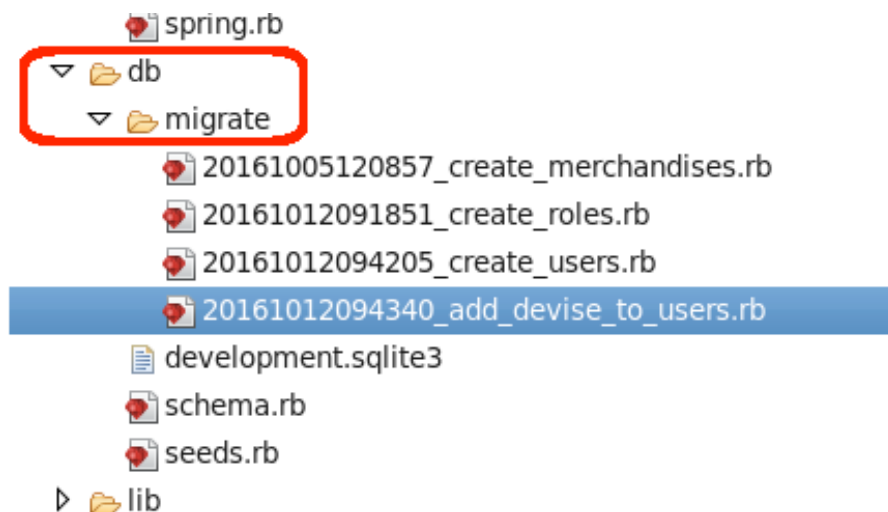 spring.rb
db
migrate
20161005120857_create_merchandises.rb
20161012091851_create_roles.rb
20161012094205_create_users.rb
20161012094340_add_devise_to_users.rb
development.sqlite3
schema.rb
seeds.rb
lib